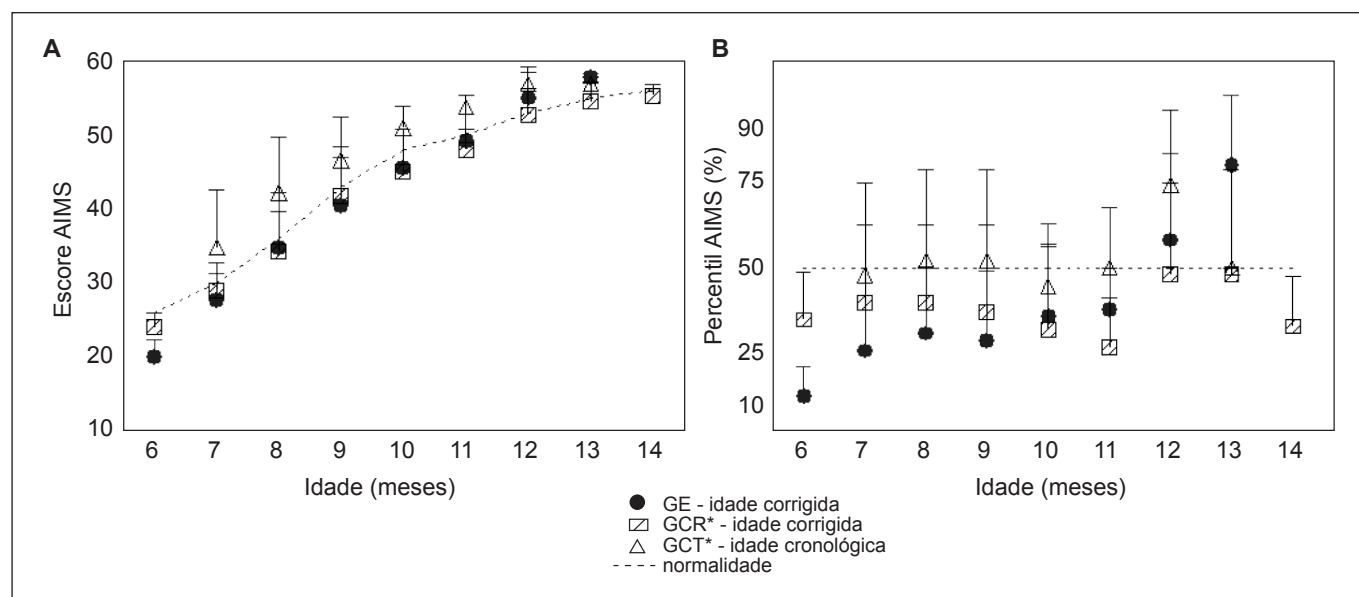 A
Escore AIMS
60
50
40
30
20
10
6 7 8 9 10 11 12 13 14
Idade (meses)
B
Percentil AIMS (%)
90
75
50
25
10
6 7 8 9 10 11 12 13 14
Idade (meses)
GE - idade corrigida
GCR* - idade corrigida
GCT* - idade cronológica
normalidade